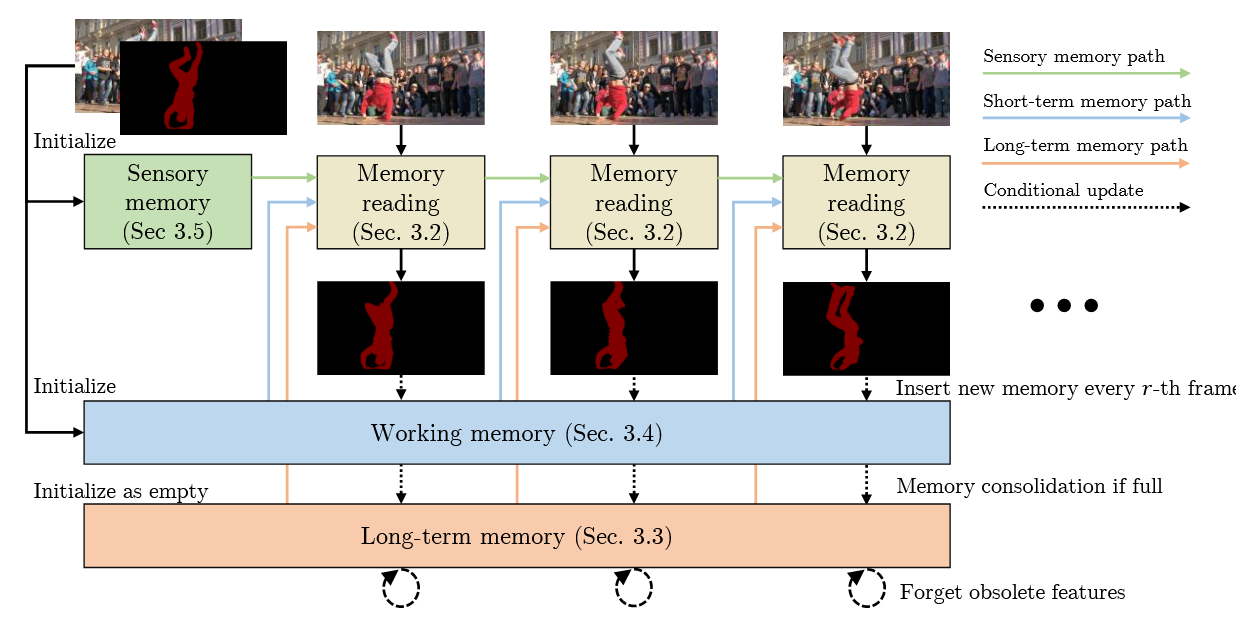 Sensory memory path
Short-term memory path
Long-term memory path
Conditional update
Initialize
Sensory
memory
(Sec 3.5)
Memory
reading
(Sec. 3.2)
Memory
reading
(Sec. 3.2)
Memory
reading
(Sec. 3.2)
Initialize
Insert new memory every r-th frame
Working memory (Sec. 3.4)
Initialize as empty
Memory consolidation if full
Long-term memory (Sec. 3.3)
Forget obsolete features